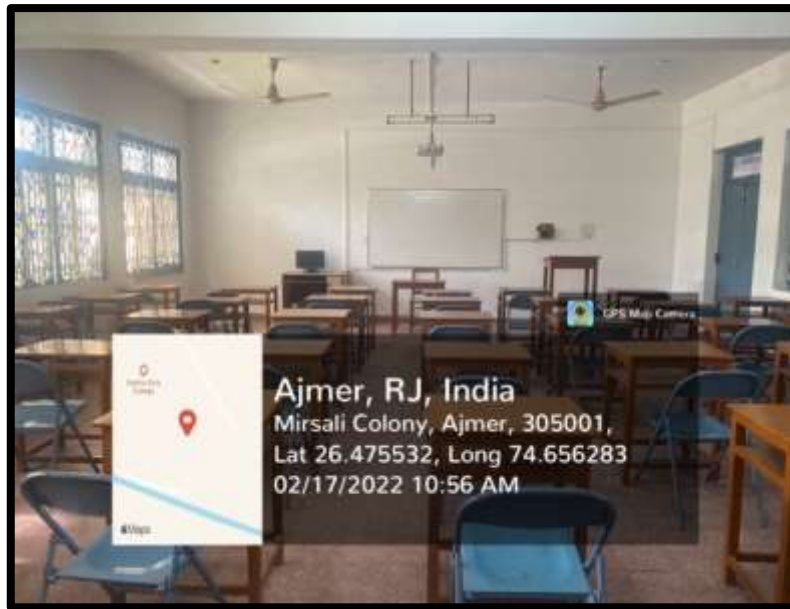 GPS Map Camera
Ajmer, RJ, India
Mirsali Colony, Ajmer, 305001,
Lat 26.475532, Long 74.656283
02/17/2022 10:56 AM
Maps